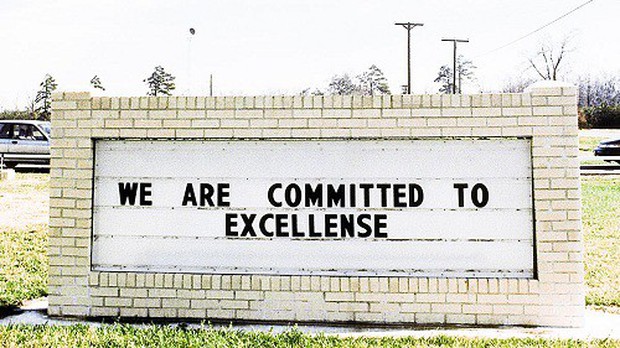 WE ARE COMMITTED TO
EXCELLENSE